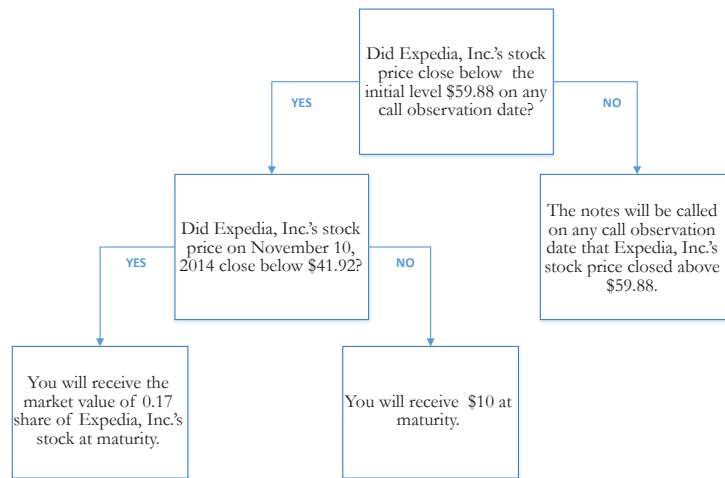 Did Expedia, Inc.'s stock
price close below the
initial level $59.88 on any
call observation date?
YES
NO
Did Expedia, Inc.'s stock
price on November 10,
2014 close below $41.92?
The notes will be called
on any call observation
date that Expedia, Inc.'s
stock price closed above
$59.88.
YES
NO
You will receive the
market value of 0.17
share of Expedia, Inc.'s
stock at maturity.
You will receive $10 at
maturity.